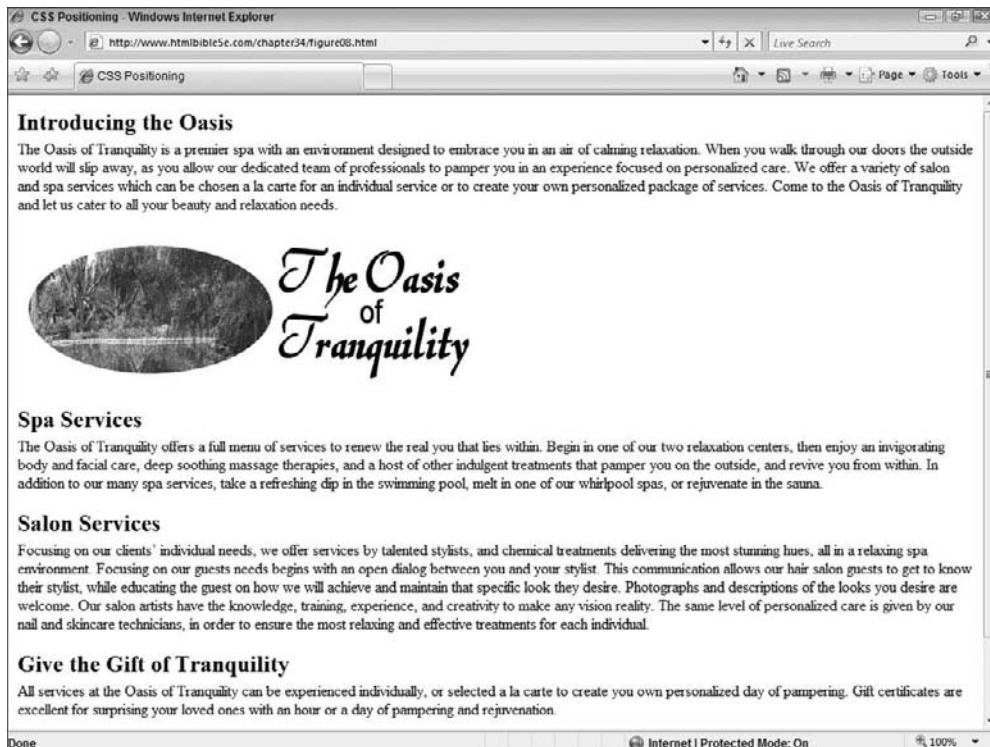 CSS Positioning - Windows Internet Explorer
http://www.htmlbible5e.com/chapter34/figure08.html
Live Search
CSS Positioning
Page
Tools
Introducing the Oasis
The Oasis of Tranquility is a premier spa with an environment designed to embrace you in an air of calming relaxation. When you walk through our doors the outside
world will slip away, as you allow our dedicated team of professionals to pamper you in an experience focused on personalized care. We offer a variety of salon
and spa services which can be chosen a la carte for an individual service or to create your own personalized package of services. Come to the Oasis of Tranquility
and let us cater to all your beauty and relaxation needs.
The Oasis
of
Tranquility
Spa Services
The Oasis of Tranquility offers a full menu of services to renew the real you that lies within. Begin in one of our two relaxation centers, then enjoy an invigorating
body and facial care, deep soothing massage therapies, and a host of other indulgent treatments that pamper you on the outside, and revive you from within. In
addition to our many spa services, take a refreshing dip in the swimming pool, melt in one of our whirlpool spas, or rejuvenate in the sauna.
Salon Services
Focusing on our clients' individual needs, we offer services by talented stylists, and chemical treatments delivering the most stunning hues, all in a relaxing spa
environment. Focusing on our guests needs begins with an open dialog between you and your stylist. This communication allows our hair salon guests to get to know
their stylist, while educating the guest on how we will achieve and maintain that specific look they desire. Photographs and descriptions of the looks you desire are
welcome. Our salon artists have the knowledge, training, experience, and creativity to make any vision reality. The same level of personalized care is given by our
nail and skincare technicians, in order to ensure the most relaxing and effective treatments for each individual.
Give the Gift of Tranquility
All services at the Oasis of Tranquility can be experienced individually, or selected a la carte to create you own personalized day of pampering. Gift certificates are
excellent for surprising your loved ones with an hour or a day of pampering and rejuvenation.
Done
Internet | Protected Mode: On
100%